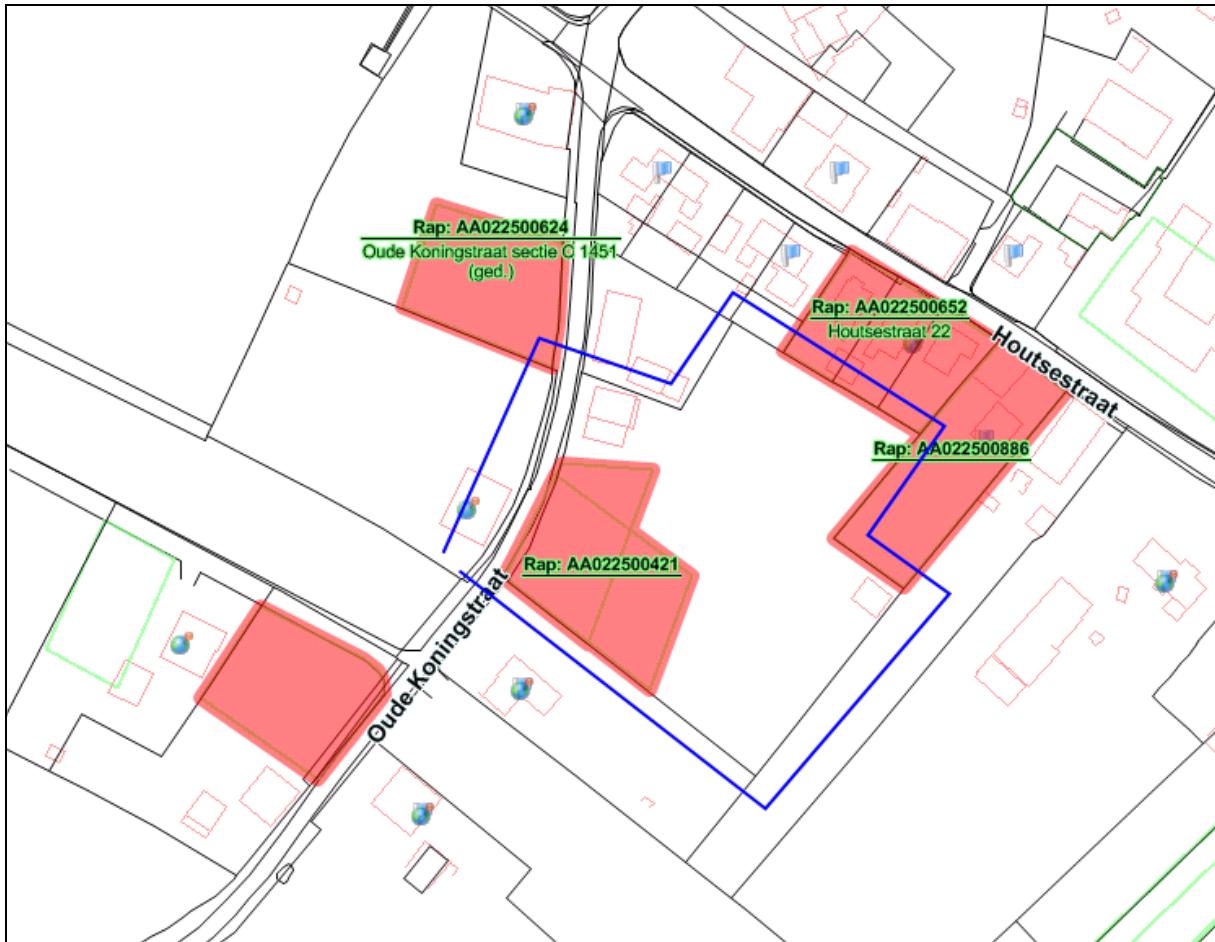 Rap: AA022500624
Oude Koningstraat sectie C 1451
(ged.)
Rap: AA022500652
Houtsestraat 22
Houtsestraat
Rap: AA022500886
Rap: AA022500421
Oude Koningstraat